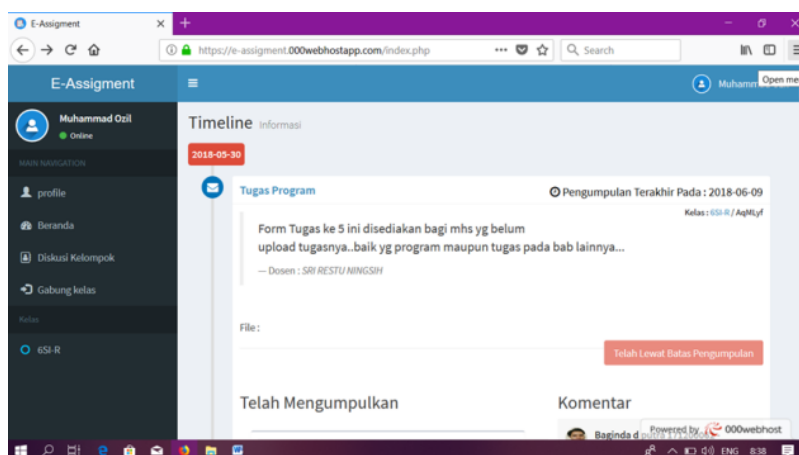 E-Assigment
https://e-assigment.000webhostapp.com/index.php
Search
E-Assigment
Open me
Muhammad Ozil
Online
Timeline Informasi
2018-05-30
MAIN NAVIGATION
profile
Beranda
Diskusi Kelompok
Gabung kelas
Kelas
6SI-R
Tugas Program
Pengumpulan Terakhir Pada : 2018-06-09
Kelas : 6SI-R / AqMLyf
Form Tugas ke 5 ini disediakan bagi mhs yg belum
upload tugasnya..baik yg program maupun tugas pada bab lainnya...
— Dosen : SRI RESTU NINGSIH
File :
Telah Lewat Batas Pengumpulan
Telah Mengumpulkan
Komentar
Baginda d
Powered by 000webhost
ENG 8:38